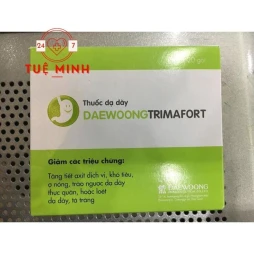 24 7
TUỆ MINH
Thuốc dạ dày
DAEWOONGTRIMAFORT
Giảm các triệu chứng:
Tăng tiết axit dịch vị, khó tiêu,
ợ nóng, trào ngược dạ dày
thực quản, hoặc loét
dạ dày, tá tràng
DAEWOONG